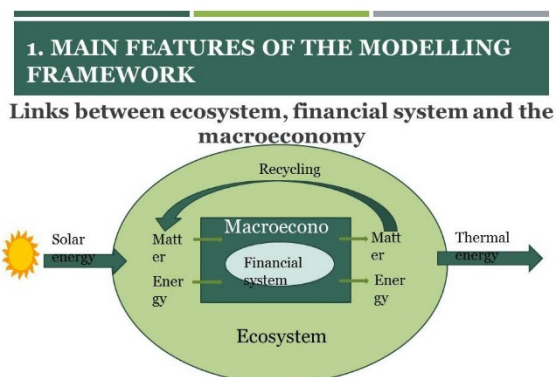 1. MAIN FEATURES OF THE MODELLING
FRAMEWORK
Links between ecosystem, financial system and the
macroeconomy
Recycling
Solar
energy
Matt
er
Ener
gy
Macroecono
Financial
system
Matt
er
Ener
gy
Thermal
energy
Ecosystem